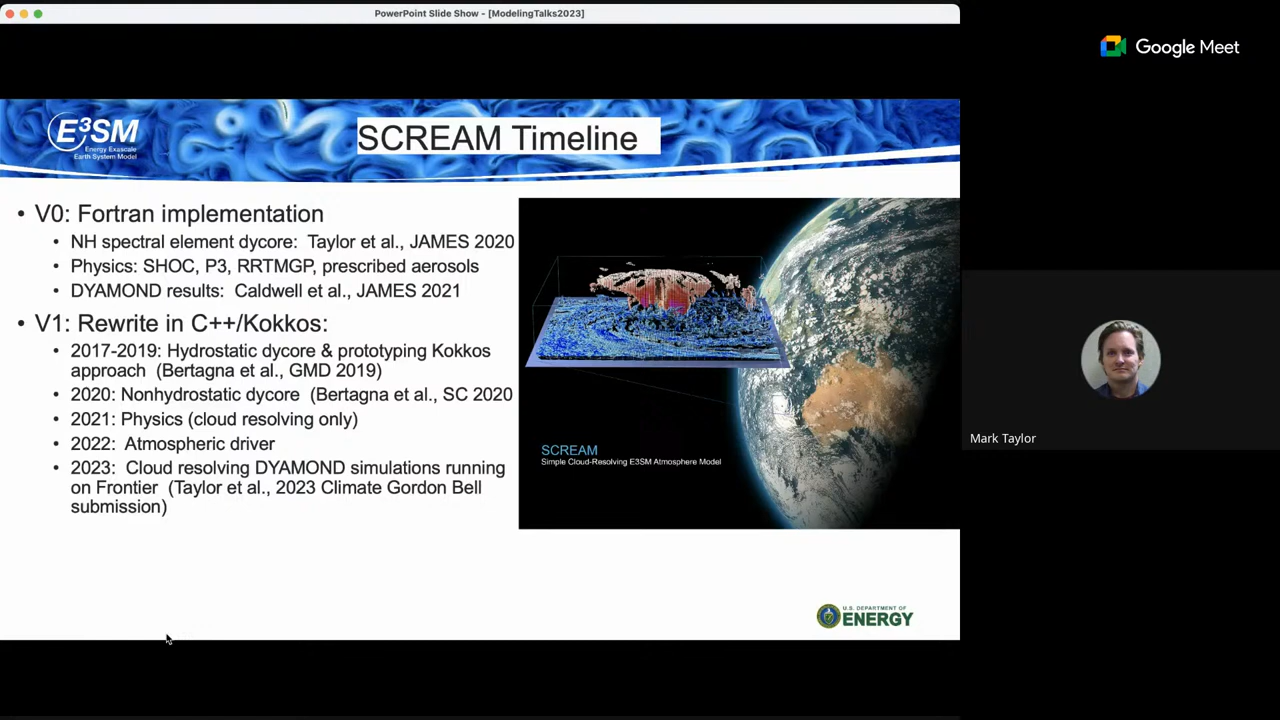 PowerPoint Slide Show - [ModelingTalks2023]
Google Meet
E³SM
Energy Exascale
Earth System Model
SCREAM Timeline
• V0: Fortran implementation
• NH spectral element dycore: Taylor et al., JAMES 2020
• Physics: SHOC, P3, RRTMGP, prescribed aerosols
• DYAMOND results: Caldwell et al., JAMES 2021
• V1: Rewrite in C++/Kokkos:
• 2017-2019: Hydrostatic dycore & prototyping Kokkos
approach (Bertagna et al., GMD 2019)
• 2020: Nonhydrostatic dycore (Bertagna et al., SC 2020
• 2021: Physics (cloud resolving only)
• 2022: Atmospheric driver
• 2023: Cloud resolving DYAMOND simulations running
on Frontier (Taylor et al., 2023 Climate Gordon Bell
submission)
SCREAM
Simple Cloud-Resolving E3SM Atmosphere Model
U.S. DEPARTMENT OF
ENERGY
Mark Taylor